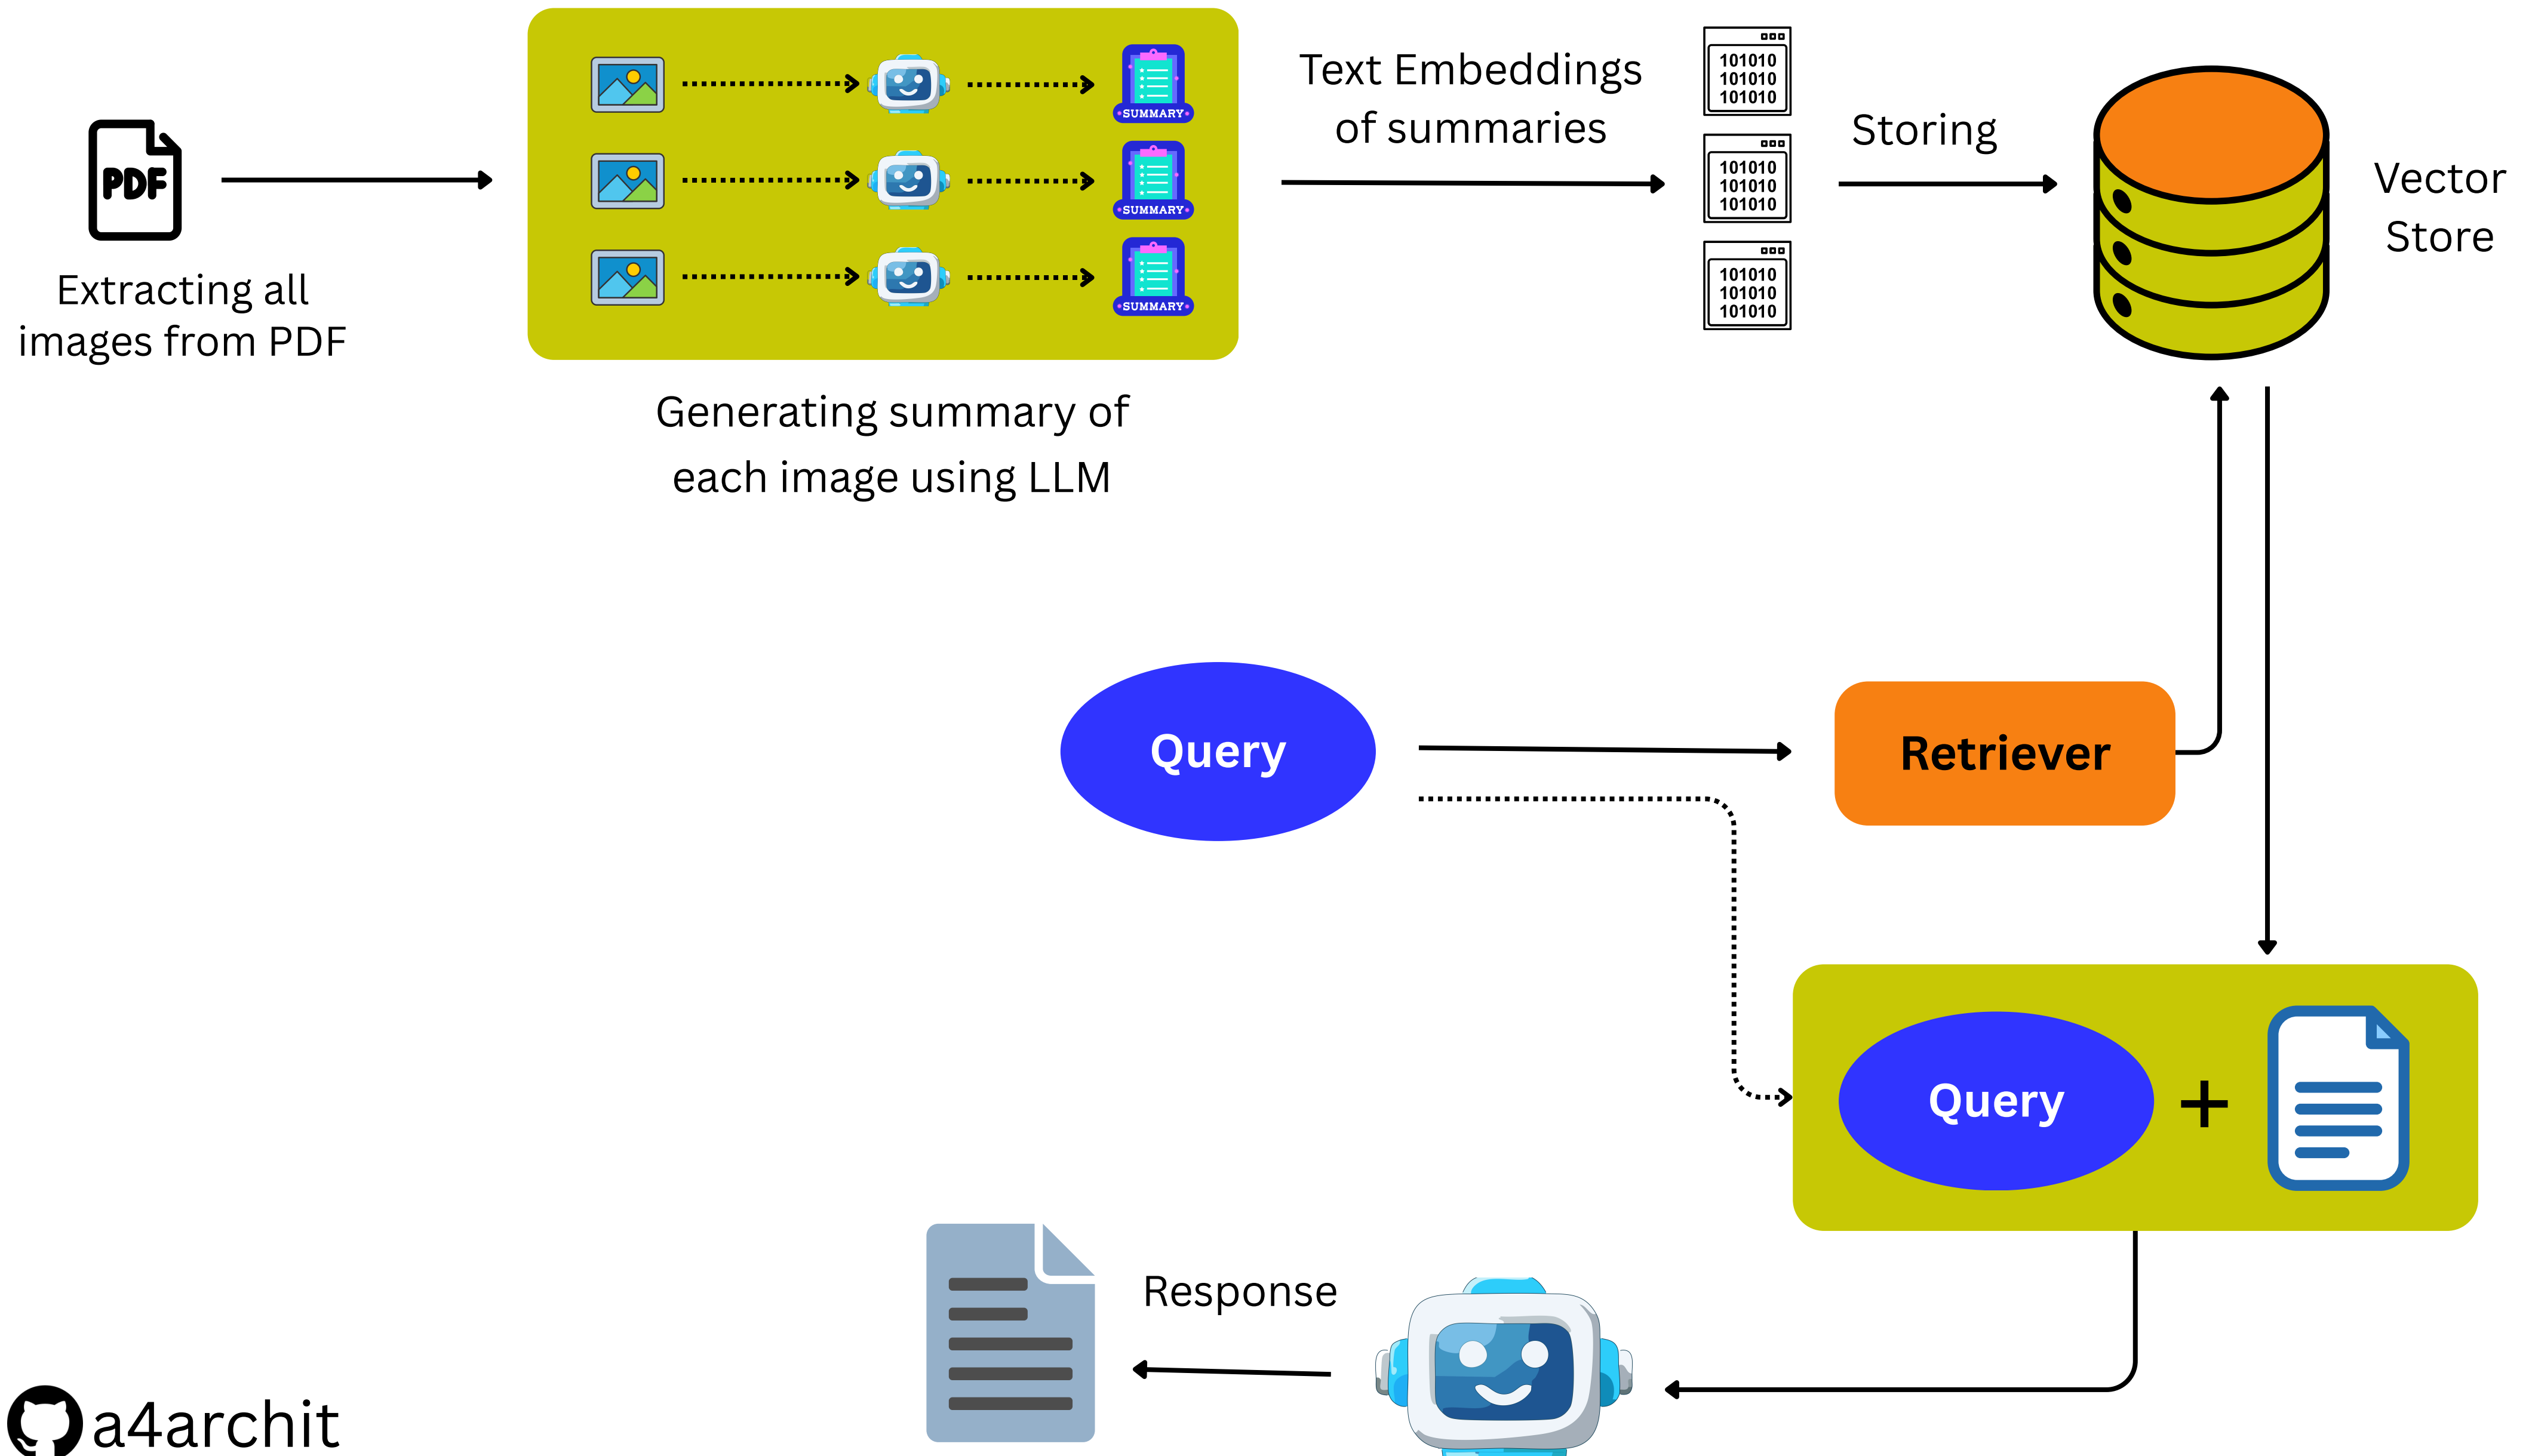 PDF
Extracting all
images from PDF
SUMMARY
SUMMARY
SUMMARY
Generating summary of
each image using LLM
Text Embeddings
of summaries
101010
101010
101010
101010
101010
101010
101010
101010
101010
Storing
Vector
Store
Query
Retriever
Query
+
Response
a4archit